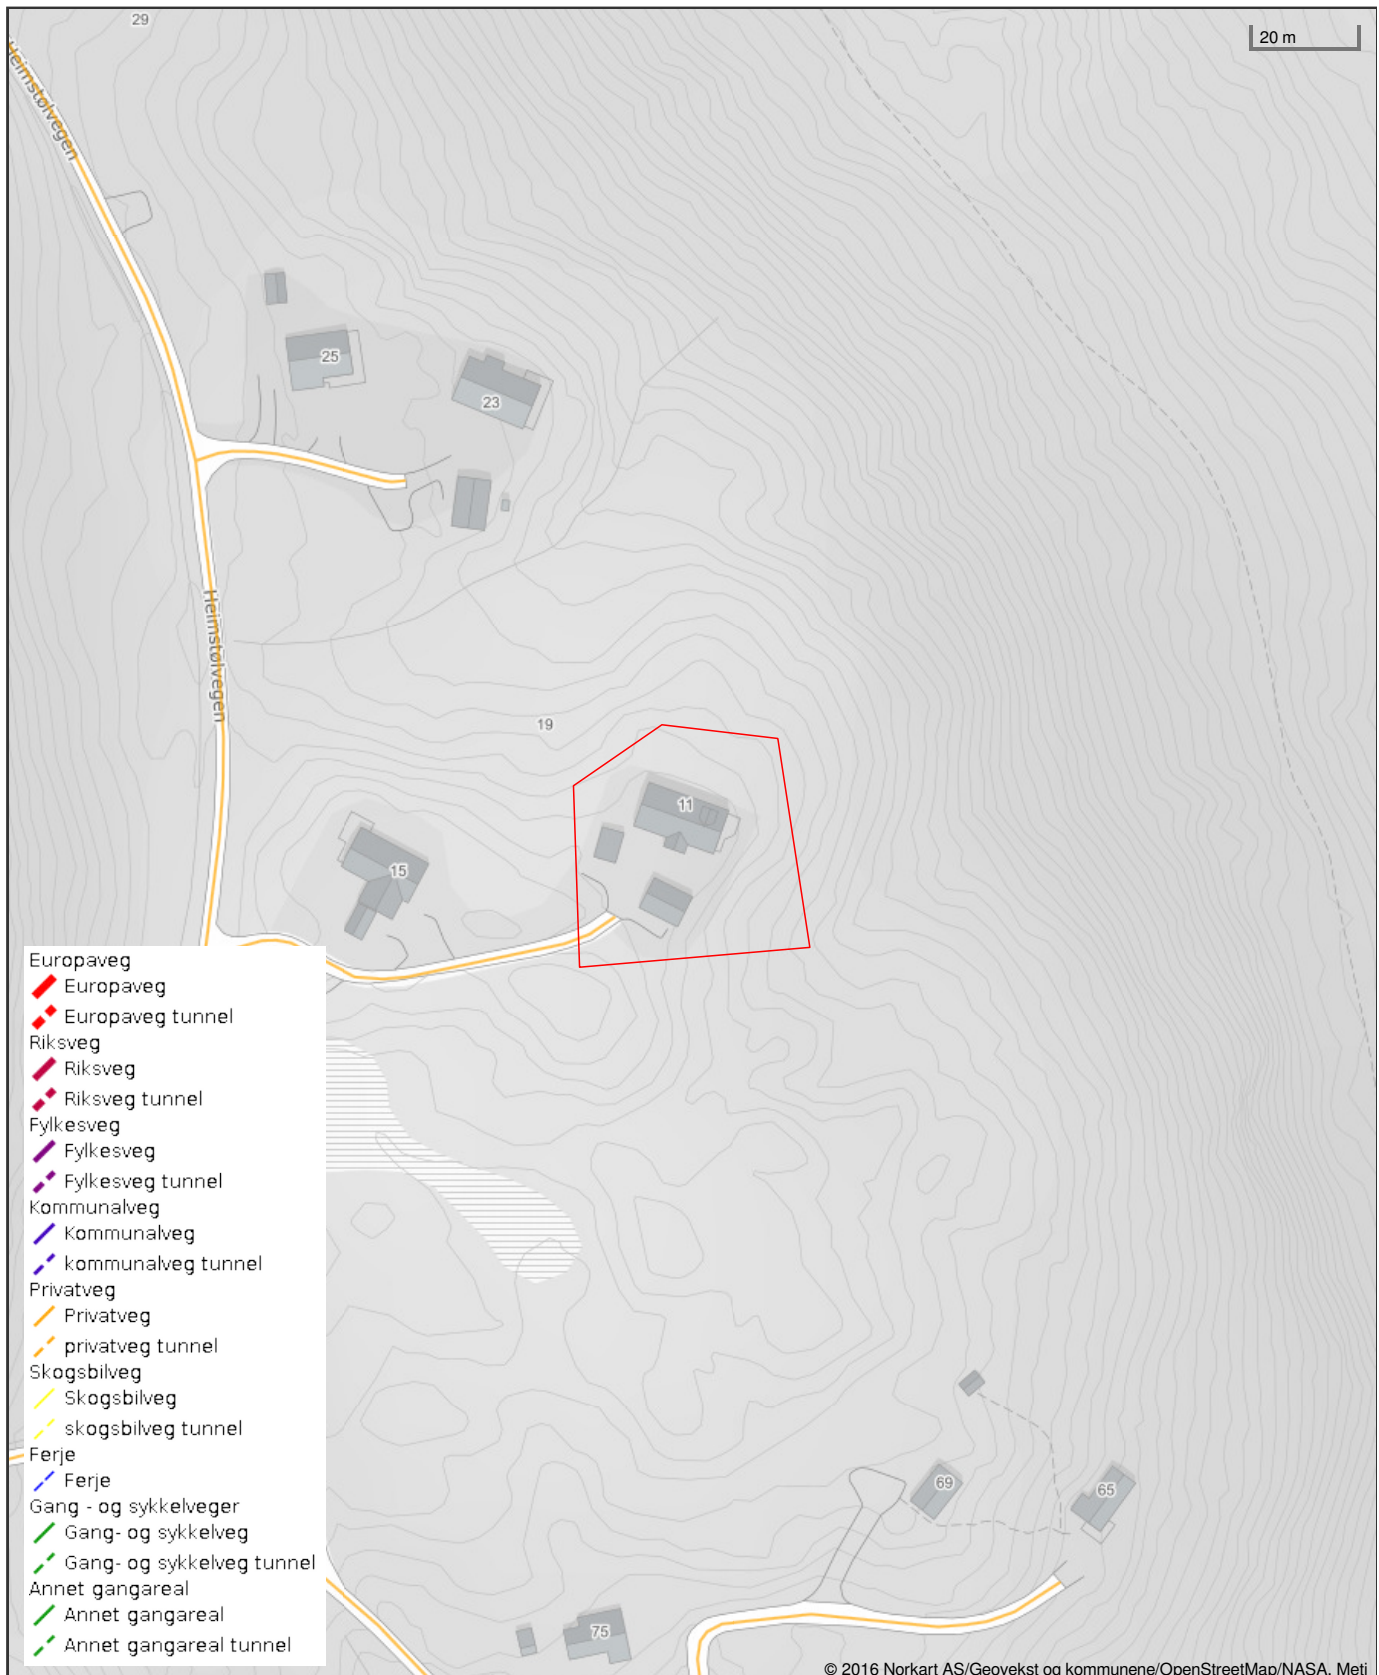 29
20 m
Heimstølvegen
25
23
Heimstølvegen
19
11
15
Europaveg
Europaveg
Europaveg tunnel
Riksveg
Riksveg
Riksveg tunnel
Fylkesveg
Fylkesveg
Fylkesveg tunnel
Kommunalveg
Kommunalveg
kommunalveg tunnel
Privatveg
Privatveg
privatveg tunnel
Skogsbilveg
Skogsbilveg
skogsbilveg tunnel
Ferje
Ferje
Gang - og sykkelveger
Gang- og sykkelveg
Gang- og sykkelveg tunnel
Annet gangareal
Annet gangareal
Annet gangareal tunnel
69
65
75
© 2016 Norkart AS/Geovekst og kommunene/OpenStreetMap/NASA, Meti